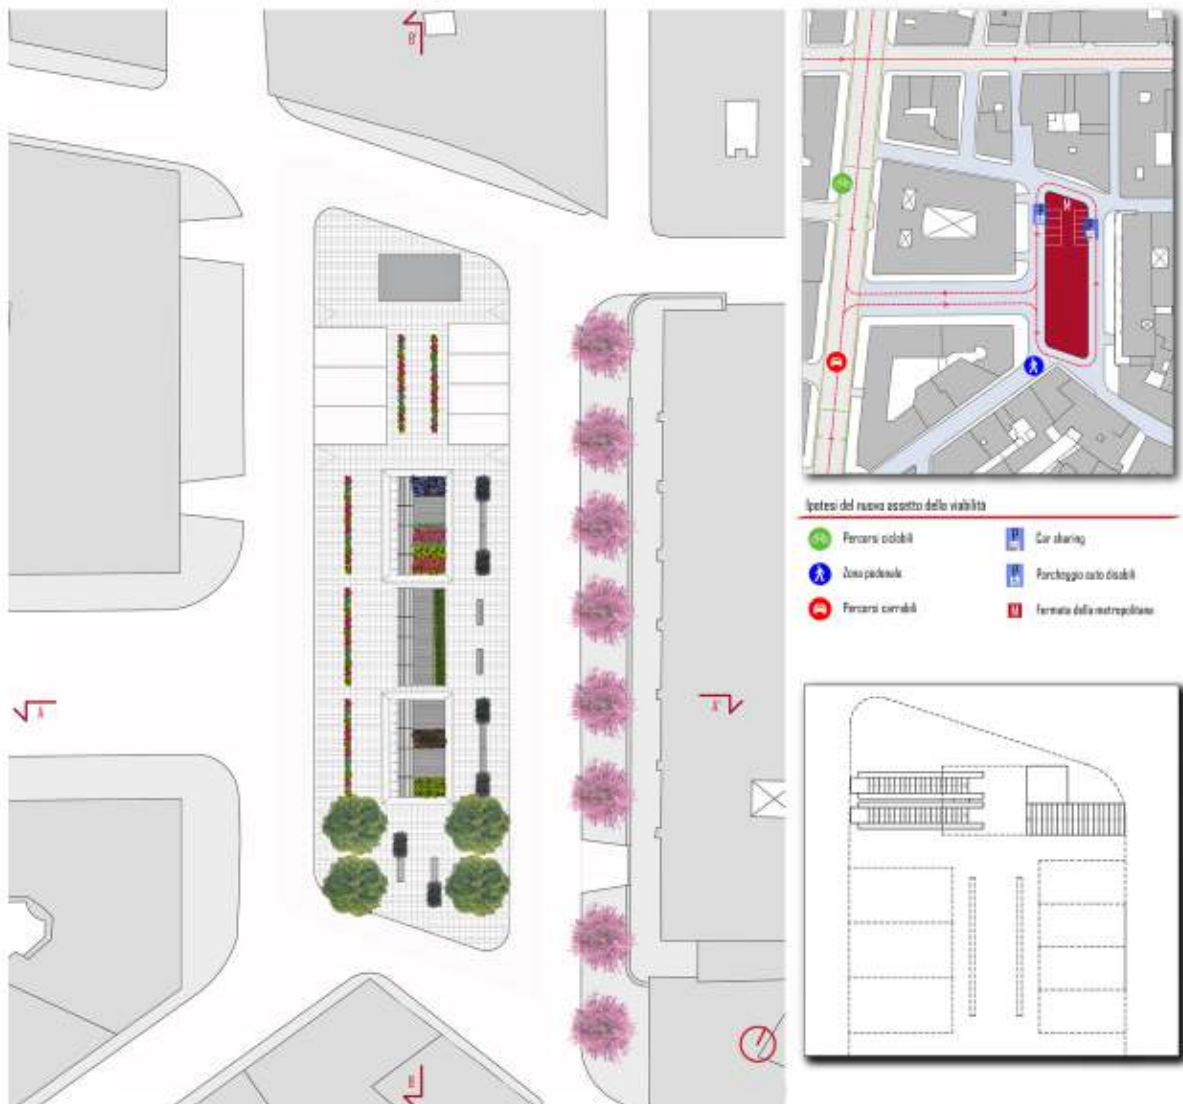 B'
M
P
P
Ipotesi del nuovo assetto della viabilità
Percorsi ciclabili
P
Car sharing
Zona pedonale
P
Parcheggio auto disabili
Percorsi carrabili
M
Fermata della metropolitana
A
A'
B